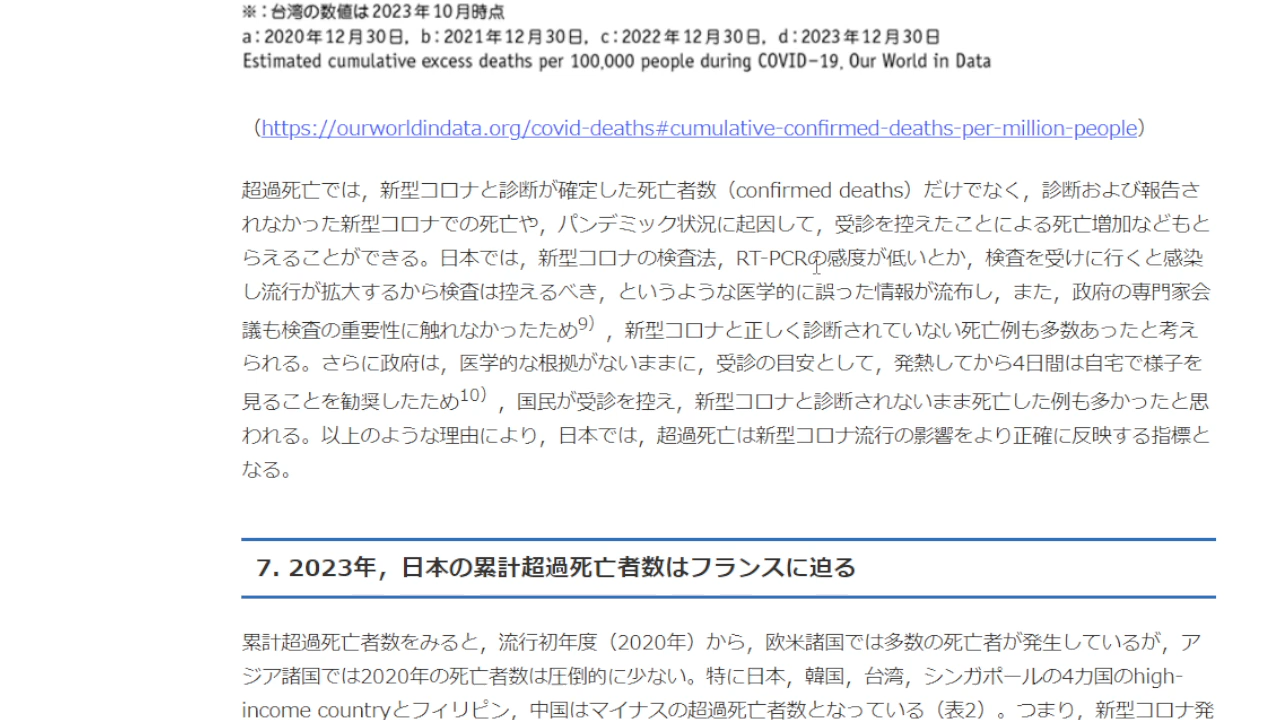 ※：台湾の数値は2023年10月時点
a：2020年12月30日，b：2021年12月30日，c：2022年12月30日，d：2023年12月30日
Estimated cumulative excess deaths per 100,000 people during COVID-19, Our World in Data
（https://ourworldindata.org/covid-deaths#cumulative-confirmed-deaths-per-million-people）
超過死亡では，新型コロナと診断が確定した死亡者数（confirmed deaths）だけでなく，診断および報告さ
れなかった新型コロナでの死亡や，パンデミック状況に起因して，受診を控えたことによる死亡増加などもと
らえることができる。日本では，新型コロナの検査法，RT-PCRの感度が低いとか，検査を受けに行くと感染
し流行が拡大するから検査は控えるべき，というような医学的に誤った情報が流布し，また，政府の専門家会
議も検査の重要性に触れなかったため9），新型コロナと正しく診断されていない死亡例も多数あったと考え
られる。さらに政府は，医学的な根拠がないままに，受診の目安として，発熱してから4日間は自宅で様子を
見ることを勧奨したため10），国民が受診を控え，新型コロナと診断されないまま死亡した例も多かったと思
われる。以上のような理由により，日本では，超過死亡は新型コロナ流行の影響をより正確に反映する指標と
なる。
7. 2023年，日本の累計超過死亡者数はフランスに迫る
累計超過死亡者数をみると，流行初年度（2020年）から，欧米諸国では多数の死亡者が発生しているが，ア
ジア諸国では2020年の死亡者数は圧倒的に少ない。特に日本，韓国，台湾，シンガポールの4カ国のhigh-
income countryとフィリピン，中国はマイナスの超過死亡者数となっている（表2）。つまり，新型コロナ発